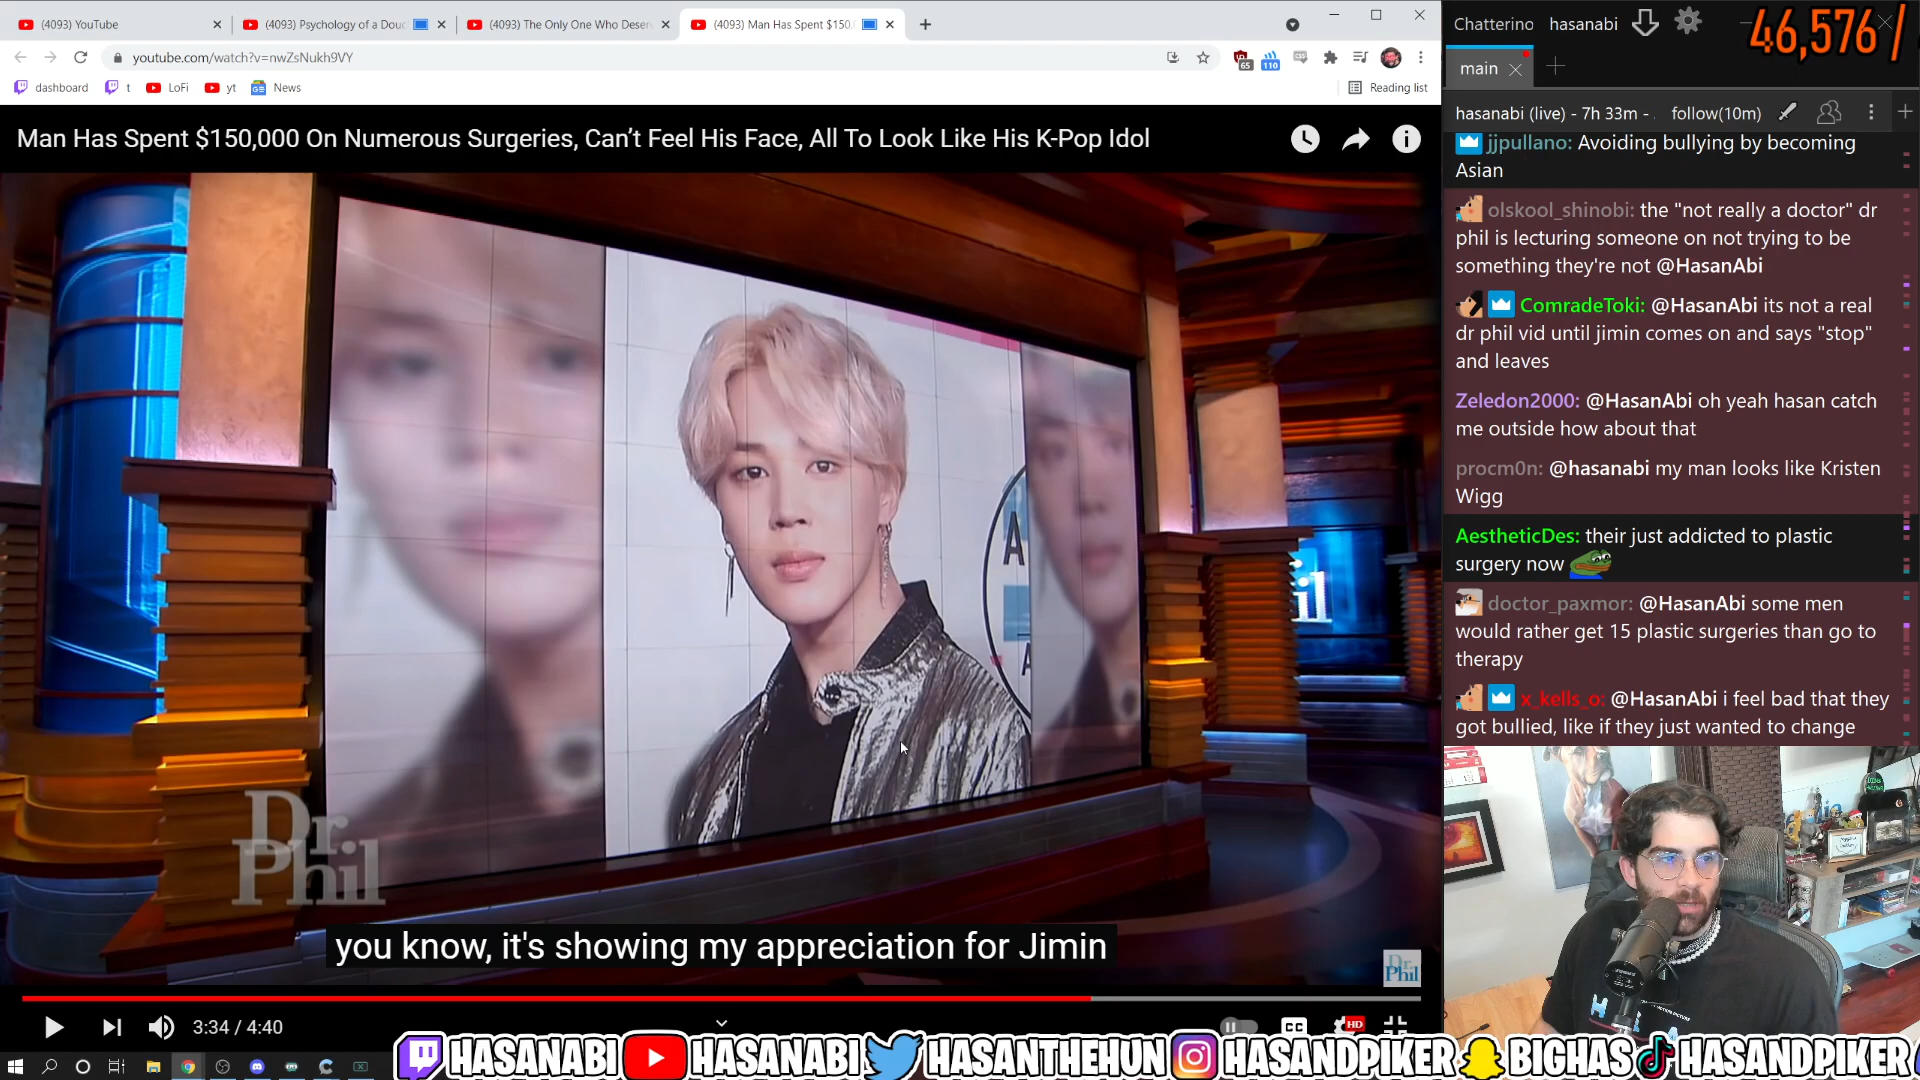 (4093) YouTube
(4093) Psychology of a Douc
(4093) The Only One Who Deser
(4093) Man Has Spent $150,
youtube.com/watch?v=nwZsNukh9VY
65
110
dashboard
t
LoFi
yt
News
Reading list
Man Has Spent $150,000 On Numerous Surgeries, Can’t Feel His Face, All To Look Like His K-Pop Idol
A
A
il
Dr.
Phil
you know, it's showing my appreciation for Jimin
Dr.
Phil
3:34 / 4:40
CC
HD
Chatterino
hasanabi
46,576 /
main
hasanabi (live) - 7h 33m - .
follow(10m)
jjpullano: Avoiding bullying by becoming
Asian
olskool_shinobi: the "not really a doctor" dr
phil is lecturing someone on not trying to be
something they're not @HasanAbi
ComradeToki: @HasanAbi its not a real
dr phil vid until jimin comes on and says "stop"
and leaves
Zeledon2000: @HasanAbi oh yeah hasan catch
me outside how about that
procm0n: @hasanabi my man looks like Kristen
Wigg
AestheticDes: their just addicted to plastic
surgery now
doctor_paxmor: @HasanAbi some men
would rather get 15 plastic surgeries than go to
therapy
x_kells_o: @HasanAbi i feel bad that they
got bullied, like if they just wanted to change
HASANABI
HASANABI
HASANTHEHUN
HASANDPIKER
BIGHAS
HASANDPIKER